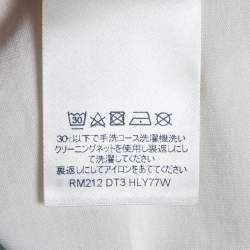 30℃以下で手洗コース洗濯機洗い
クリーニングネットを使用し裏返しにし
て洗濯してください
裏返しにしてアイロンをあててください
RM212 DT3 HLY77W